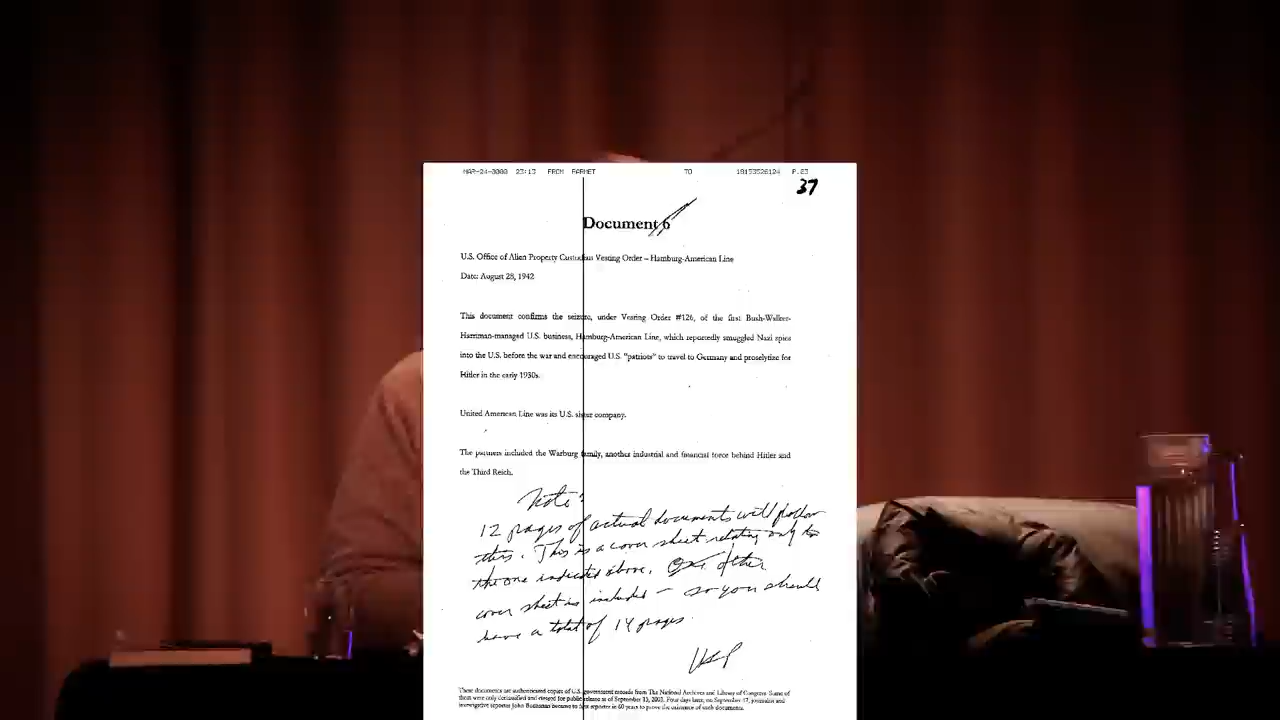 MAR-24-0000 23:13 FROM FARMET TO 18153526124 P.23
37
Document 6
U.S. Office of Alien Property Custodian Vesting Order – Hamburg-American Line
Date: August 28, 1942
This document confirms the seizure, under Vesting Order #126, of the first Bush-Walker-
Harriman-managed U.S. business, Hamburg-American Line, which reportedly smuggled Nazi spies
into the U.S. before the war and encouraged U.S. "patriots" to travel to Germany and proselytize for
Hitler in the early 1930s.
United American Line was its U.S. sister company.
The partners included the Warburg family, another industrial and financial force behind Hitler and
the Third Reich.
Note:
12 pages of actual documents will follow
this. This is a cover sheet relating only to
the one indicated above. One other
cover sheet is included – so you should
have a total of 14 pages.
These documents are authenticated copies of U.S. government records from The National Archives and Library of Congress. Some of
them were only declassified and cleared for public release as of September 15, 2003. Four days later, on September 17, journalist and
investigative reporter John Buchanan became to first reporter in 60 years to prove the existence of such documents.